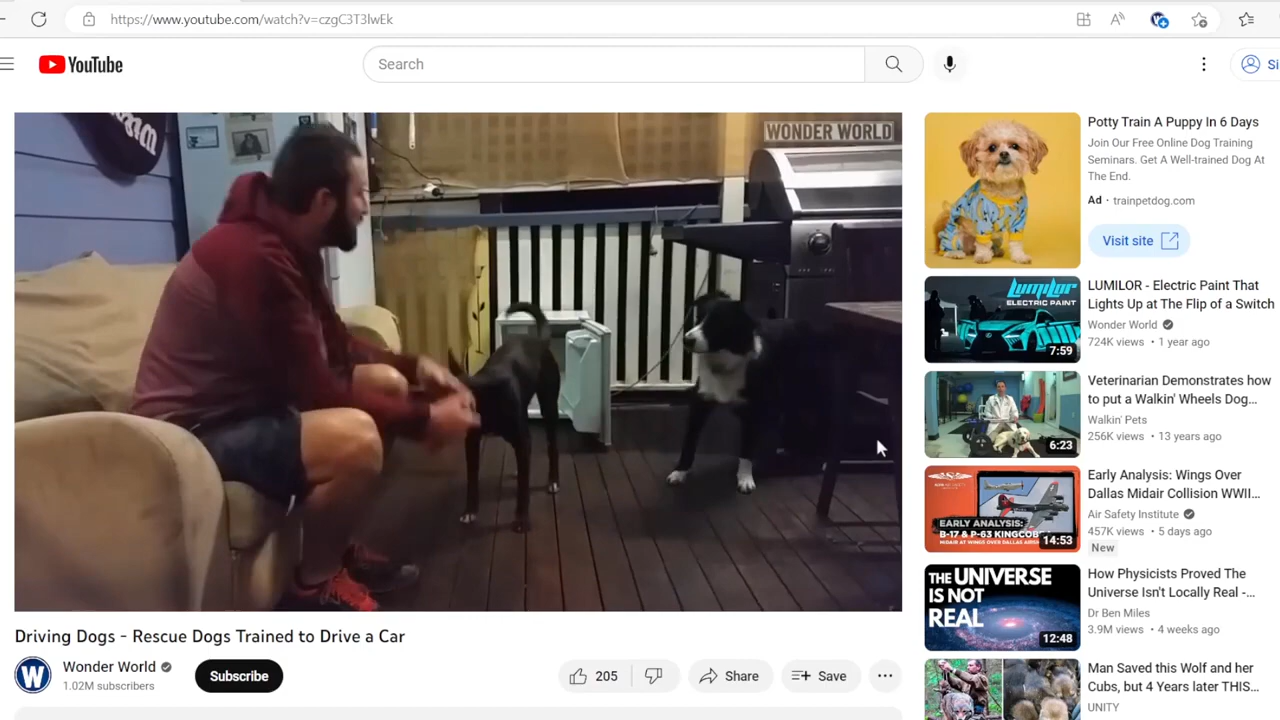 https://www.youtube.com/watch?v=czgC3T3lwEk
YouTube
Search
Si
WONDER WORLD
Driving Dogs - Rescue Dogs Trained to Drive a Car
W
Wonder World
1.02M subscribers
Subscribe
205
Share
Save
Potty Train A Puppy In 6 Days
Join Our Free Online Dog Training
Seminars. Get A Well-trained Dog At
The End.
Ad · trainpetdog.com
Visit site
LUMILOR
ELECTRIC PAINT
7:59
LUMILOR - Electric Paint That
Lights Up at The Flip of a Switch
Wonder World
724K views • 1 year ago
6:23
Veterinarian Demonstrates how
to put a Walkin' Wheels Dog...
Walkin' Pets
256K views • 13 years ago
EARLY ANALYSIS:
B-17 & P-63 KINGCOB
14:53
Early Analysis: Wings Over
Dallas Midair Collision WWII...
Air Safety Institute
457K views • 5 days ago
New
THE UNIVERSE
IS NOT
REAL
12:48
How Physicists Proved The
Universe Isn't Locally Real -...
Dr Ben Miles
3.9M views • 4 weeks ago
Man Saved this Wolf and her
Cubs, but 4 Years later THIS...
UNITY